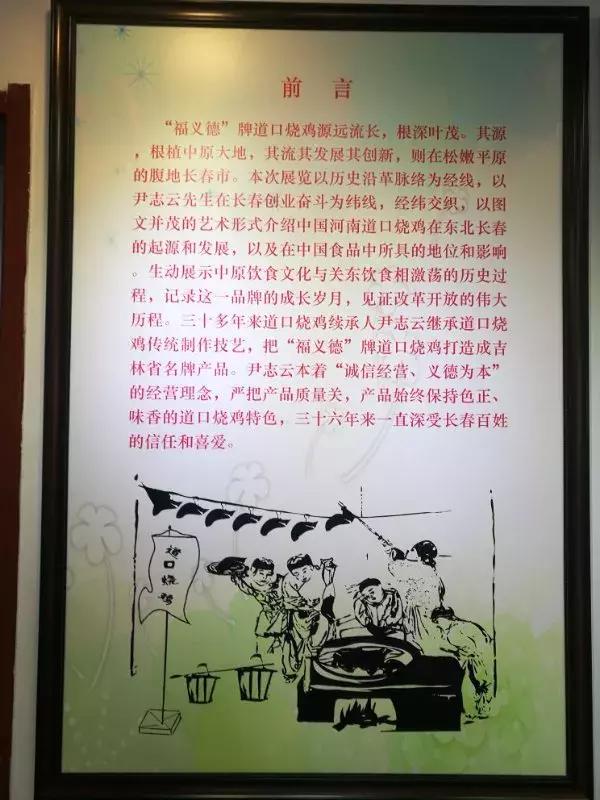 前 言
“福义德”牌道口烧鸡源远流长，根深叶茂。其源
，根植中原大地，其流其发展其创新，则在松嫩平原
的腹地长春市。本次展览以历史沿革脉络为经线，以
尹志云先生在长春创业奋斗为纬线，经纬交织，以图
文并茂的艺术形式介绍中国河南道口烧鸡在东北长春
的起源和发展，以及在中国食品中所具的地位和影响
。生动展示中原饮食文化与关东饮食相激荡的历史过
程，记录这一品牌的成长岁月，见证改革开放的伟大
历程。三十多年来道口烧鸡续承人尹志云继承道口烧
鸡传统制作技艺，把“福义德”牌道口烧鸡打造成吉
林省名牌产品。尹志云本着“诚信经营、义德为本”
的经营理念，严把产品质量关，产品始终保持色正、
味香的道口烧鸡特色，三十六年来一直深受长春百姓
的信任和喜爱。
道口烧鸡